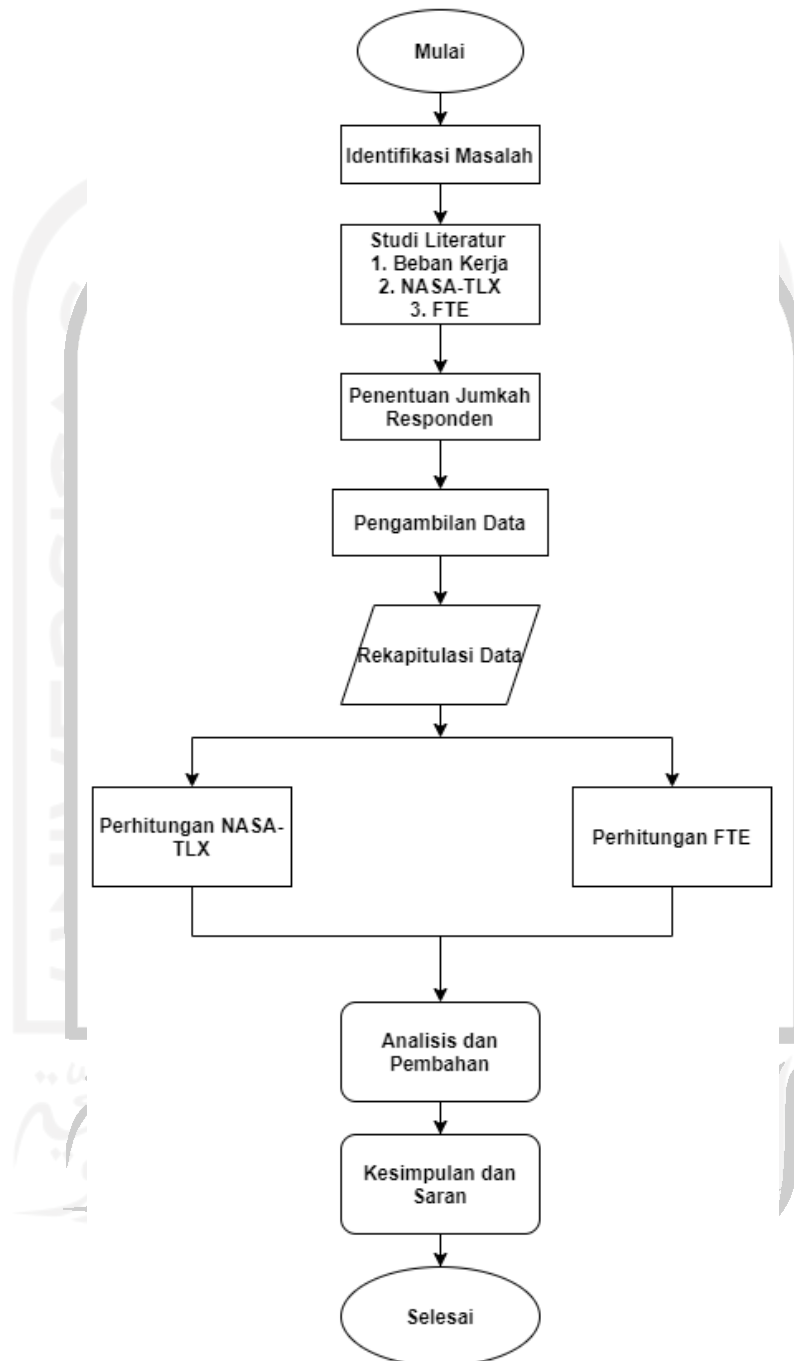 Mulai
Identifikasi Masalah
Studi Literatur
1. Beban Kerja
2. NASA-TLX
3. FTE
Penentuan Jumkah
Responden
Pengambilan Data
Rekapitulasi Data
Perhitungan NASA-
TLX
Perhitungan FTE
Analisis dan
Pembahan
Kesimpulan dan
Saran
Selesai